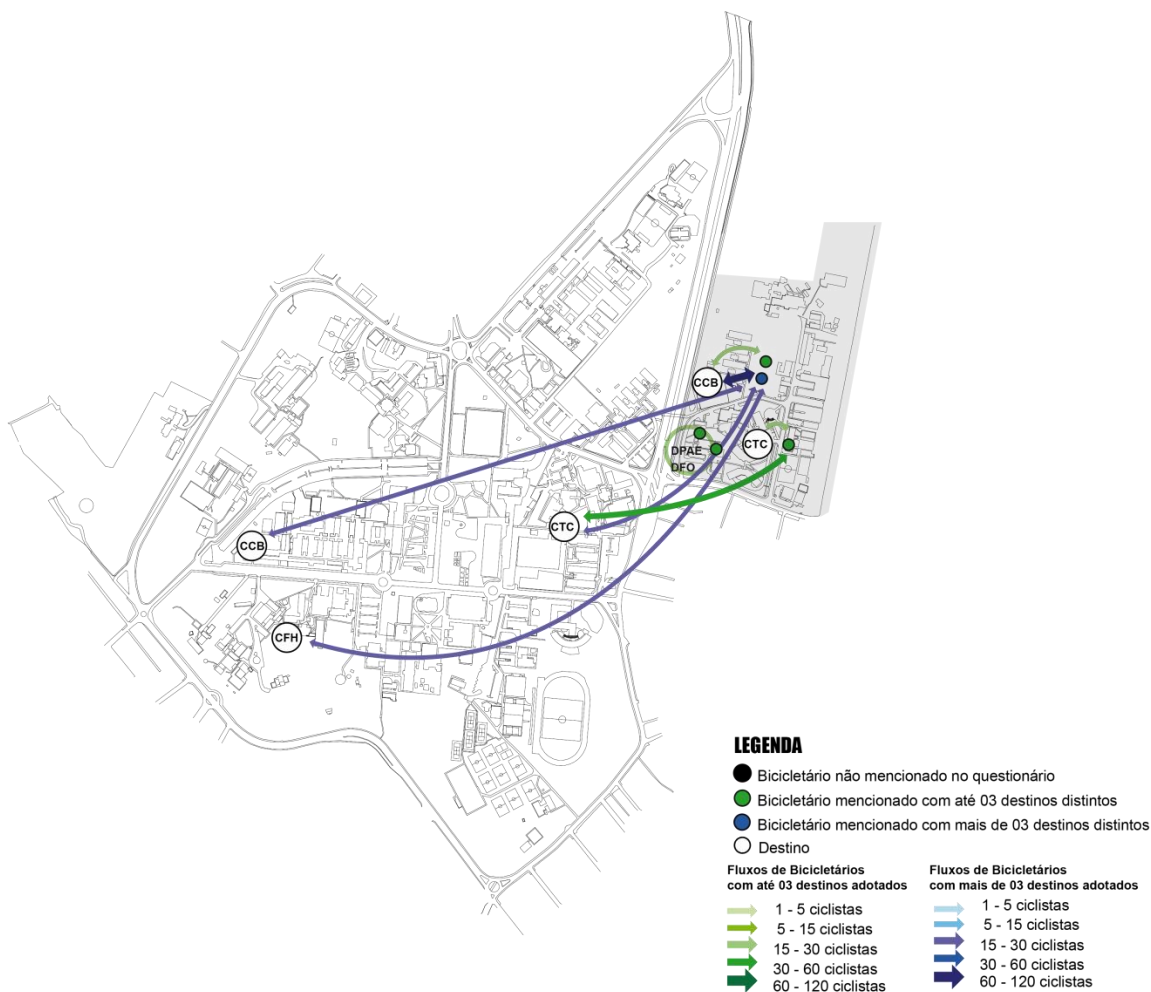 CCB
CTC
DPAE
DFO
CTC
CCB
CFH
LEGENDA
Bicicletário não mencionado no questionário
Bicicletário mencionado com até 03 destinos distintos
Bicicletário mencionado com mais de 03 destinos distintos
Destino
Fluxos de Bicicletários
com até 03 destinos adotados
1 - 5 ciclistas
5 - 15 ciclistas
15 - 30 ciclistas
30 - 60 ciclistas
60 - 120 ciclistas
Fluxos de Bicicletários
com mais de 03 destinos adotados
1 - 5 ciclistas
5 - 15 ciclistas
15 - 30 ciclistas
30 - 60 ciclistas
60 - 120 ciclistas